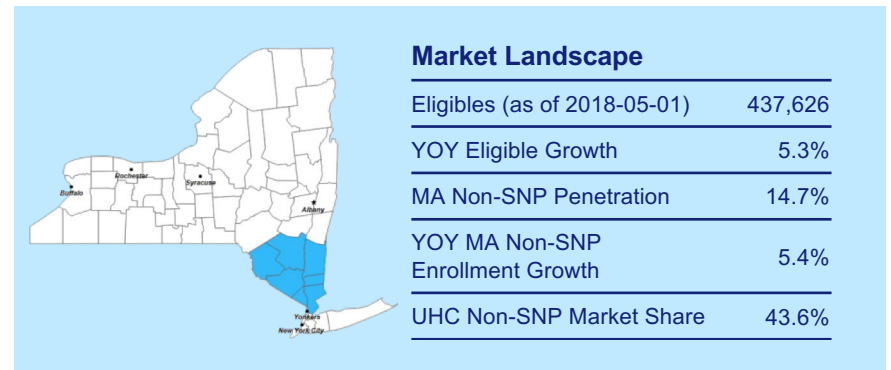 Market Landscape
Eligibles (as of 2018-05-01) 437,626
YOY Eligible Growth 5.3%
MA Non-SNP Penetration 14.7%
YOY MA Non-SNP
Enrollment Growth 5.4%
UHC Non-SNP Market Share 43.6%
Buffalo
Rochester
Syracuse
Albany
Yonkers
New York City